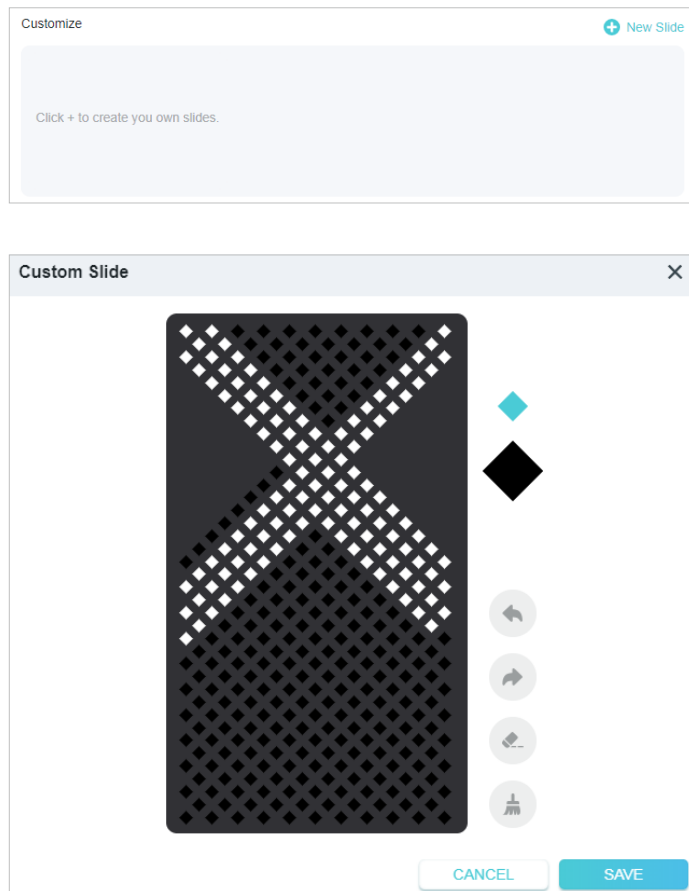 Customize
New Slide
Click + to create you own slides.
Custom Slide
CANCEL
SAVE